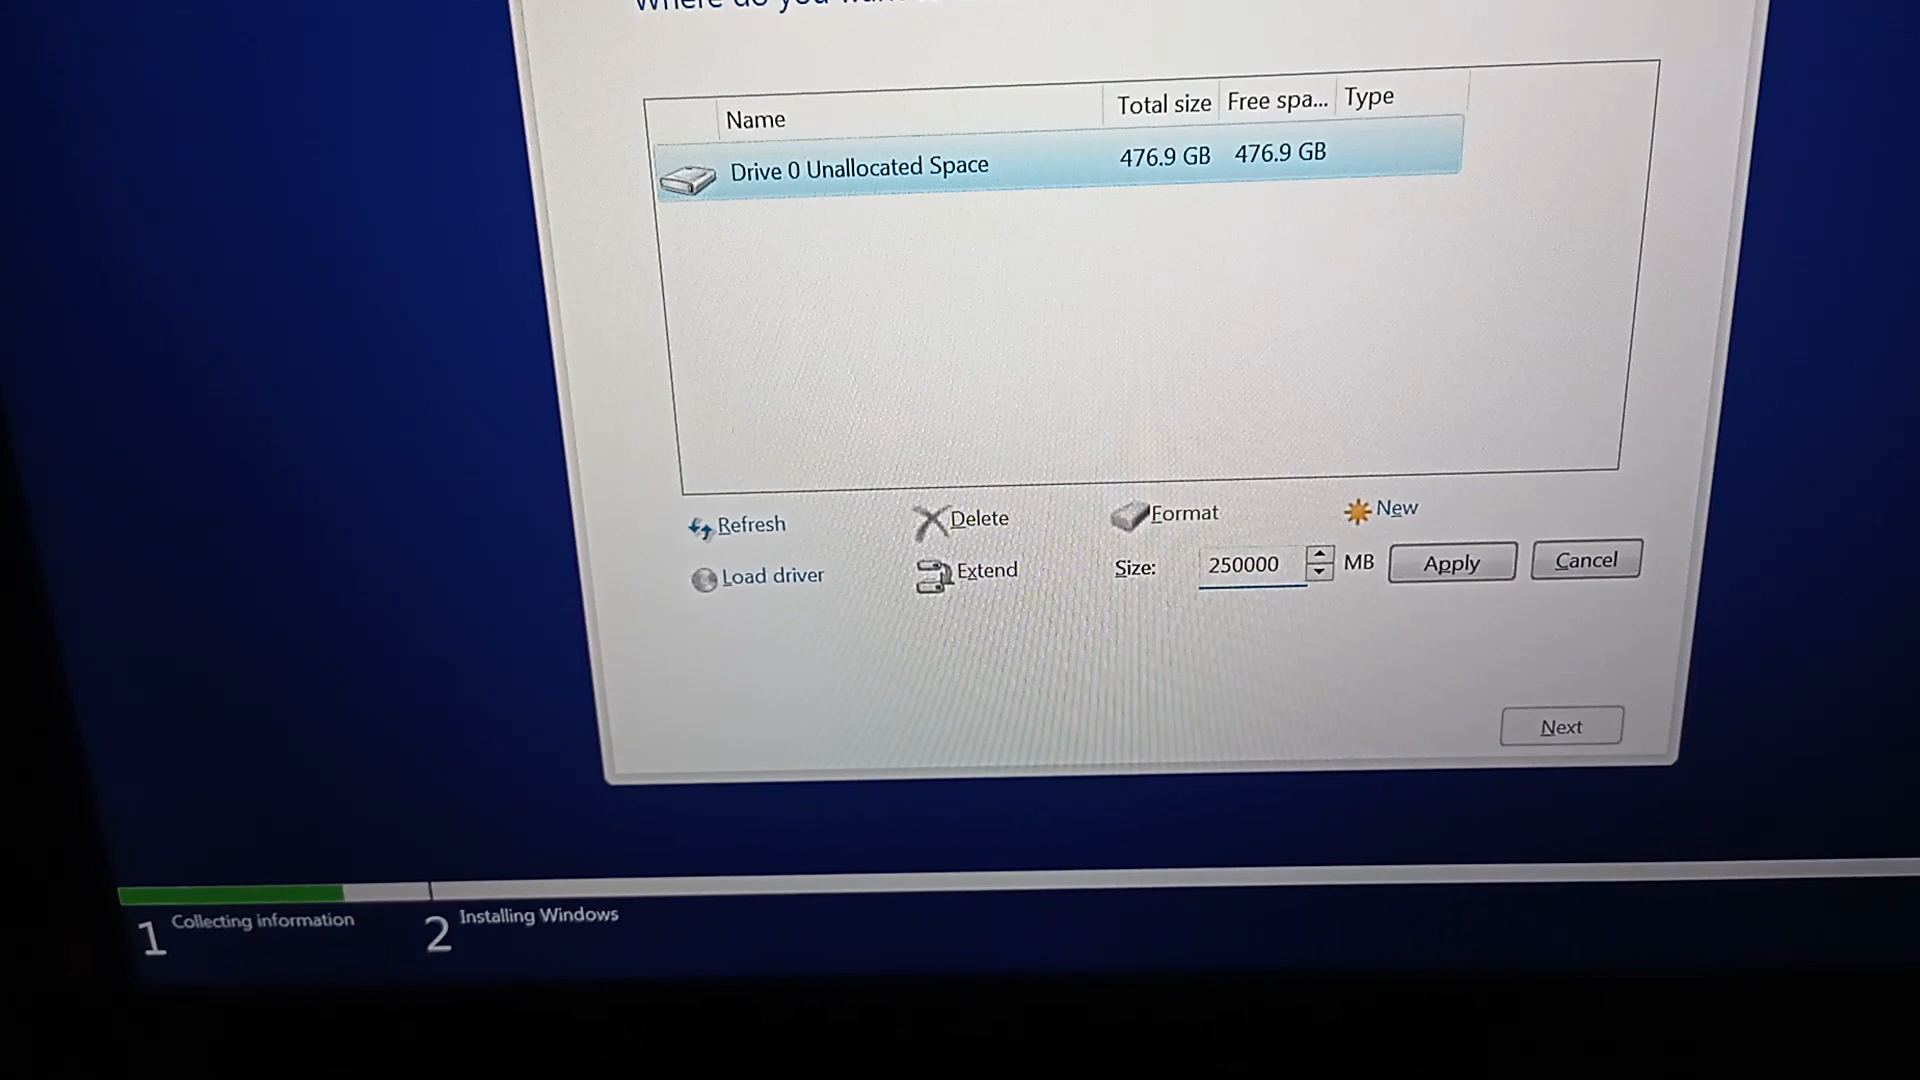 Where do you want
Name Total size Free spa... Type
Drive 0 Unallocated Space 476.9 GB 476.9 GB
Refresh Delete Format New
Load driver Extend Size: 250000 MB Apply Cancel
Next
1 Collecting information 2 Installing Windows